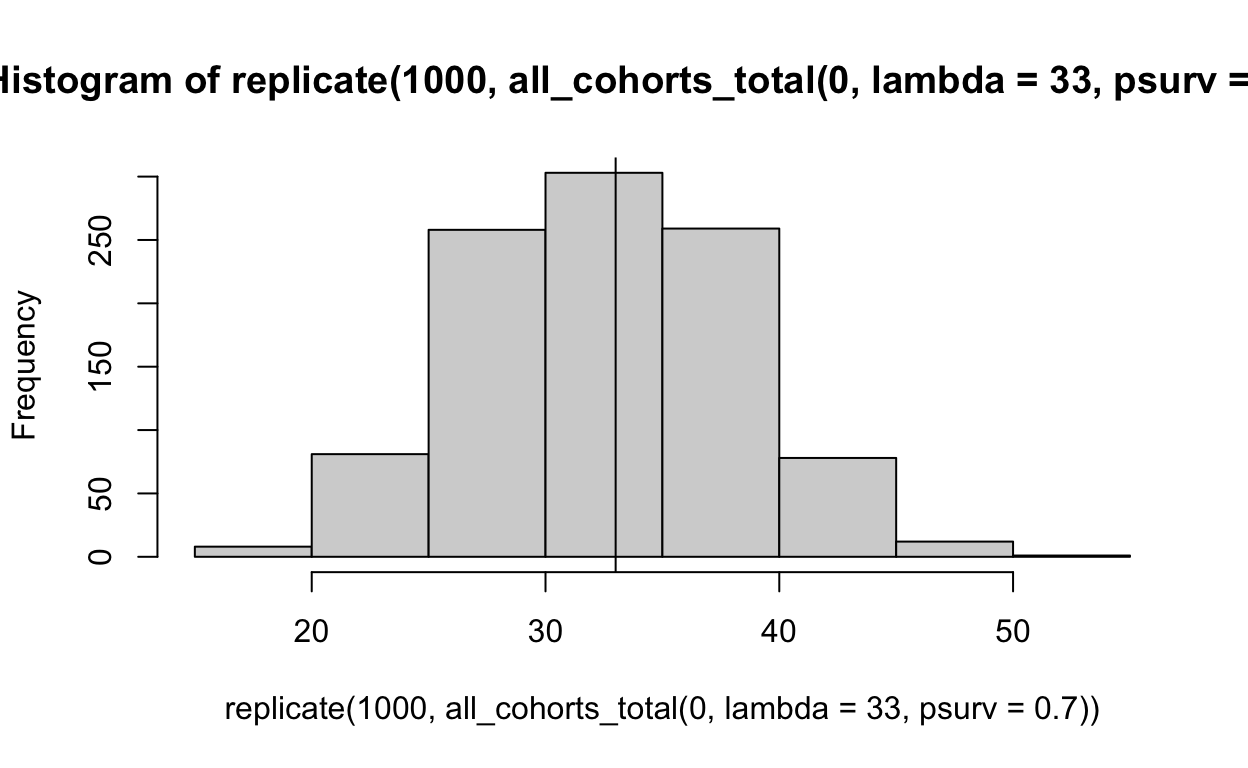 Histogram of replicate(1000, all_cohorts_total(0, lambda = 33, psurv =
Frequency
250
150
50
0
20 30 40 50
replicate(1000, all_cohorts_total(0, lambda = 33, psurv = 0.7))